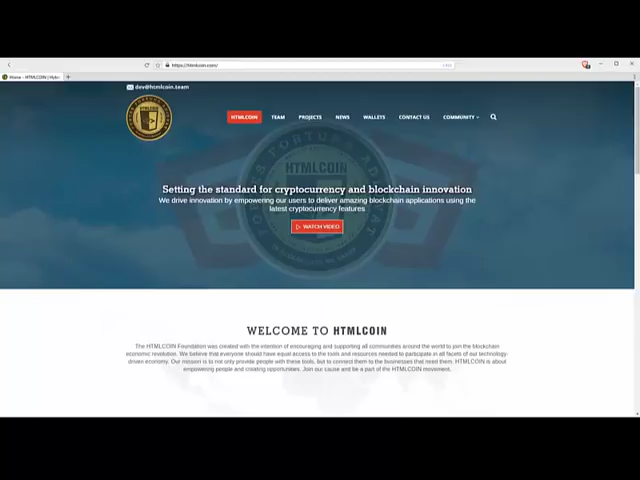 https://htmlcoin.com/
Home - HTMLCOIN | Hybri
dev@htmlcoin.team
HTMLCOIN
HTMLCOIN TEAM PROJECTS NEWS WALLETS CONTACT US COMMUNITY
HTMLCOIN
Setting the standard for cryptocurrency and blockchain innovation
We drive innovation by empowering our users to deliver amazing blockchain applications using the
latest cryptocurrency features
WATCH VIDEO
WELCOME TO HTMLCOIN
The HTMLCOIN Foundation was created with the intention of encouraging and supporting all communities around the world to join the blockchain
economic revolution. We believe that everyone should have equal access to the tools and resources needed to participate in all facets of our technology-
driven economy. Our mission is to not only provide people with these tools, but to connect them to the businesses that need them. HTMLCOIN is about
empowering people and creating opportunities. Join our cause and be a part of the HTMLCOIN movement.